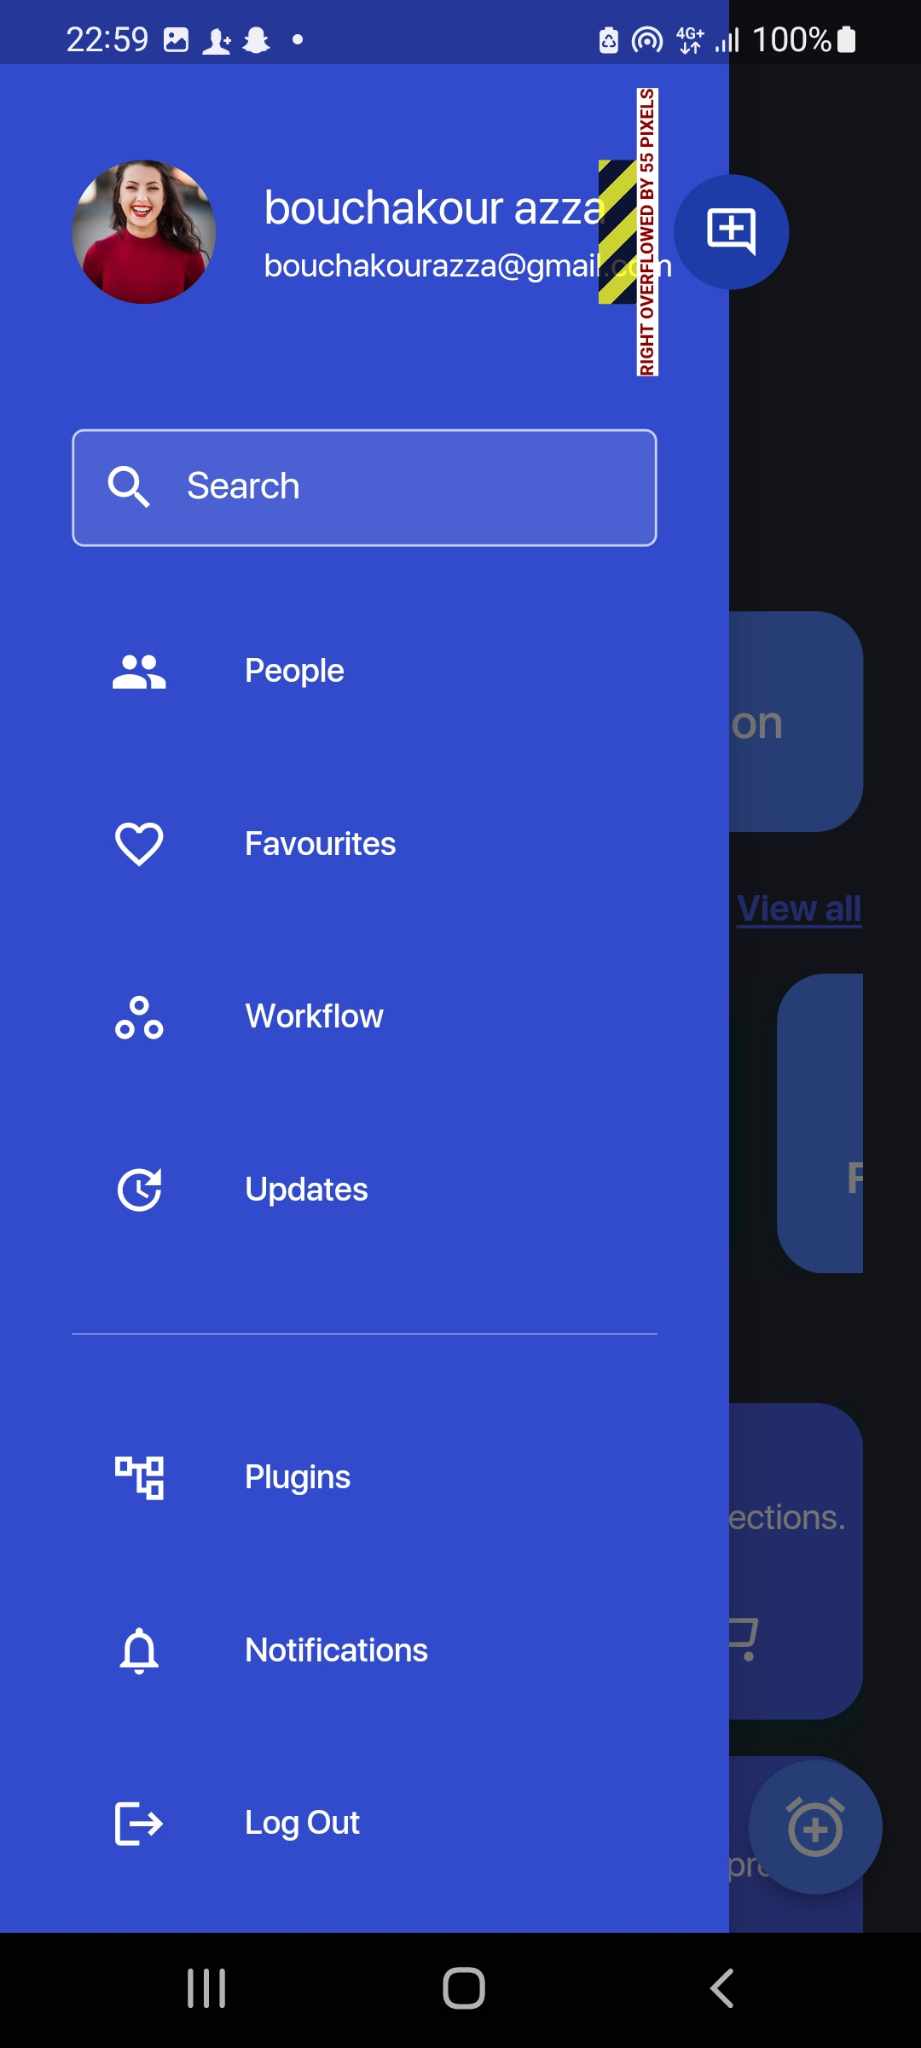 22:59
4G+
100%
RIGHT OVERFLOWED BY 55 PIXELS
bouchakour azza
bouchakourazza@gmail.com
Search
People
on
Favourites
View all
Workflow
F
Updates
Plugins
ections.
Notifications
Log Out
pre